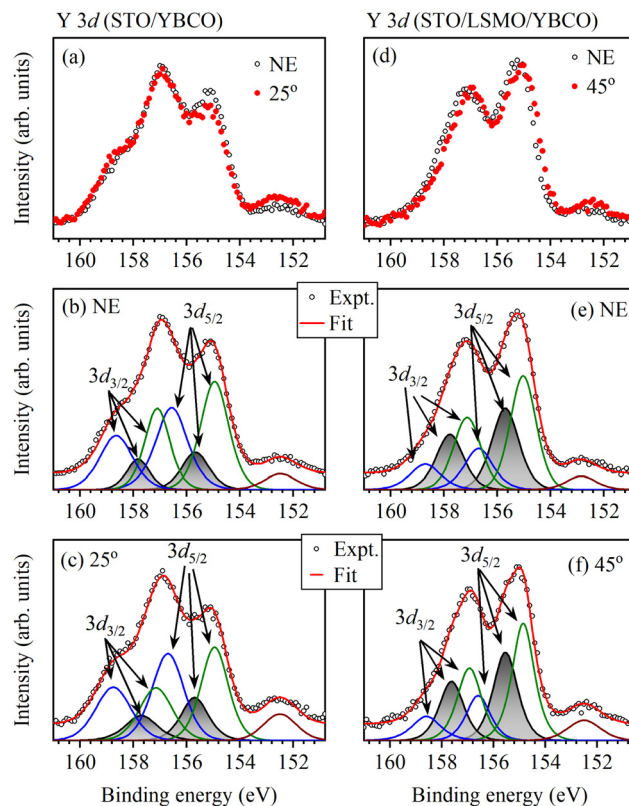 Y 3d (STO/YBCO)
Y 3d (STO/LSMO/YBCO)
Intensity (arb. units)
(a)
NE
25°
160 158 156 154 152
(d)
NE
45°
160 158 156 154 152
Intensity (arb. units)
(b) NE
3d5/2
3d3/2
Expt.
Fit
160 158 156 154 152
(e) NE
3d5/2
3d3/2
160 158 156 154 152
Intensity (arb. units)
(c) 25°
3d5/2
3d3/2
Expt.
Fit
160 158 156 154 152
Binding energy (eV)
(f) 45°
3d5/2
3d3/2
160 158 156 154 152
Binding energy (eV)